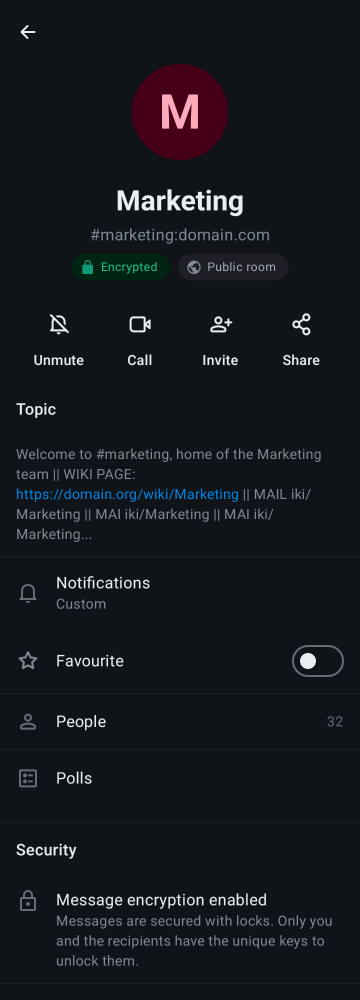 M
Marketing
#marketing:domain.com
Encrypted
Public room
Unmute
Call
Invite
Share
Topic
Welcome to #marketing, home of the Marketing
team || WIKI PAGE:
https://domain.org/wiki/Marketing || MAIL iki/
Marketing || MAI iki/Marketing || MAI iki/
Marketing...
Notifications
Custom
Favourite
People
32
Polls
Security
Message encryption enabled
Messages are secured with locks. Only you
and the recipients have the unique keys to
unlock them.